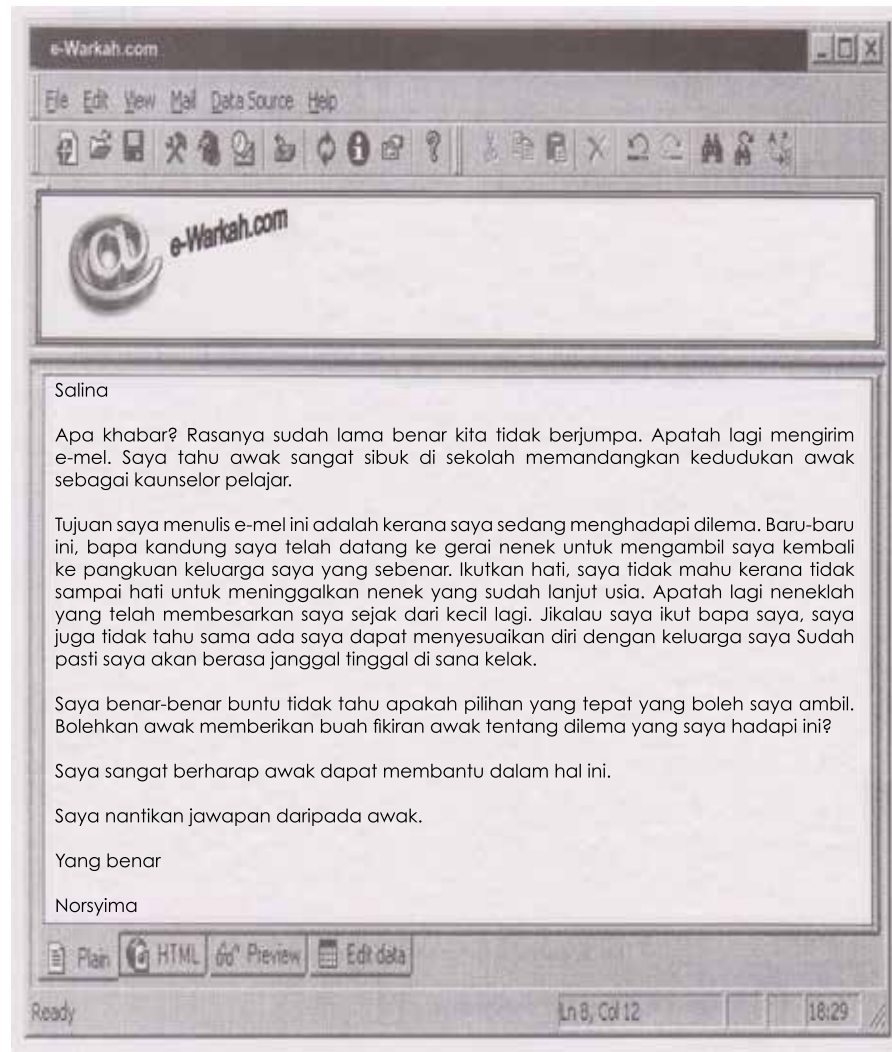 e-Warkah.com
File Edit View Mail Data Source Help
e-Warkah.com
Salina
Apa khabar? Rasanya sudah lama benar kita tidak berjumpa. Apatah lagi mengirim
e-mel. Saya tahu awak sangat sibuk di sekolah memandangkan kedudukan awak
sebagai kaunselor pelajar.
Tujuan saya menulis e-mel ini adalah kerana saya sedang menghadapi dilema. Baru-baru
ini, bapa kandung saya telah datang ke gerai nenek untuk mengambil saya kembali
ke pangkuan keluarga saya yang sebenar. Ikutkan hati, saya tidak mahu kerana tidak
sampai hati untuk meninggalkan nenek yang sudah lanjut usia. Apatah lagi neneklah
yang telah membesarkan saya sejak dari kecil lagi. Jikalau saya ikut bapa saya, saya
juga tidak tahu sama ada saya dapat menyesuaikan diri dengan keluarga saya Sudah
pasti saya akan berasa janggal tinggal di sana kelak.
Saya benar-benar buntu tidak tahu apakah pilihan yang tepat yang boleh saya ambil.
Bolehkan awak memberikan buah fikiran awak tentang dilema yang saya hadapi ini?
Saya sangat berharap awak dapat membantu dalam hal ini.
Saya nantikan jawapan daripada awak.
Yang benar
Norsyima
Plain HTML Preview Edit data
Ready Ln 8, Col 12 18:29